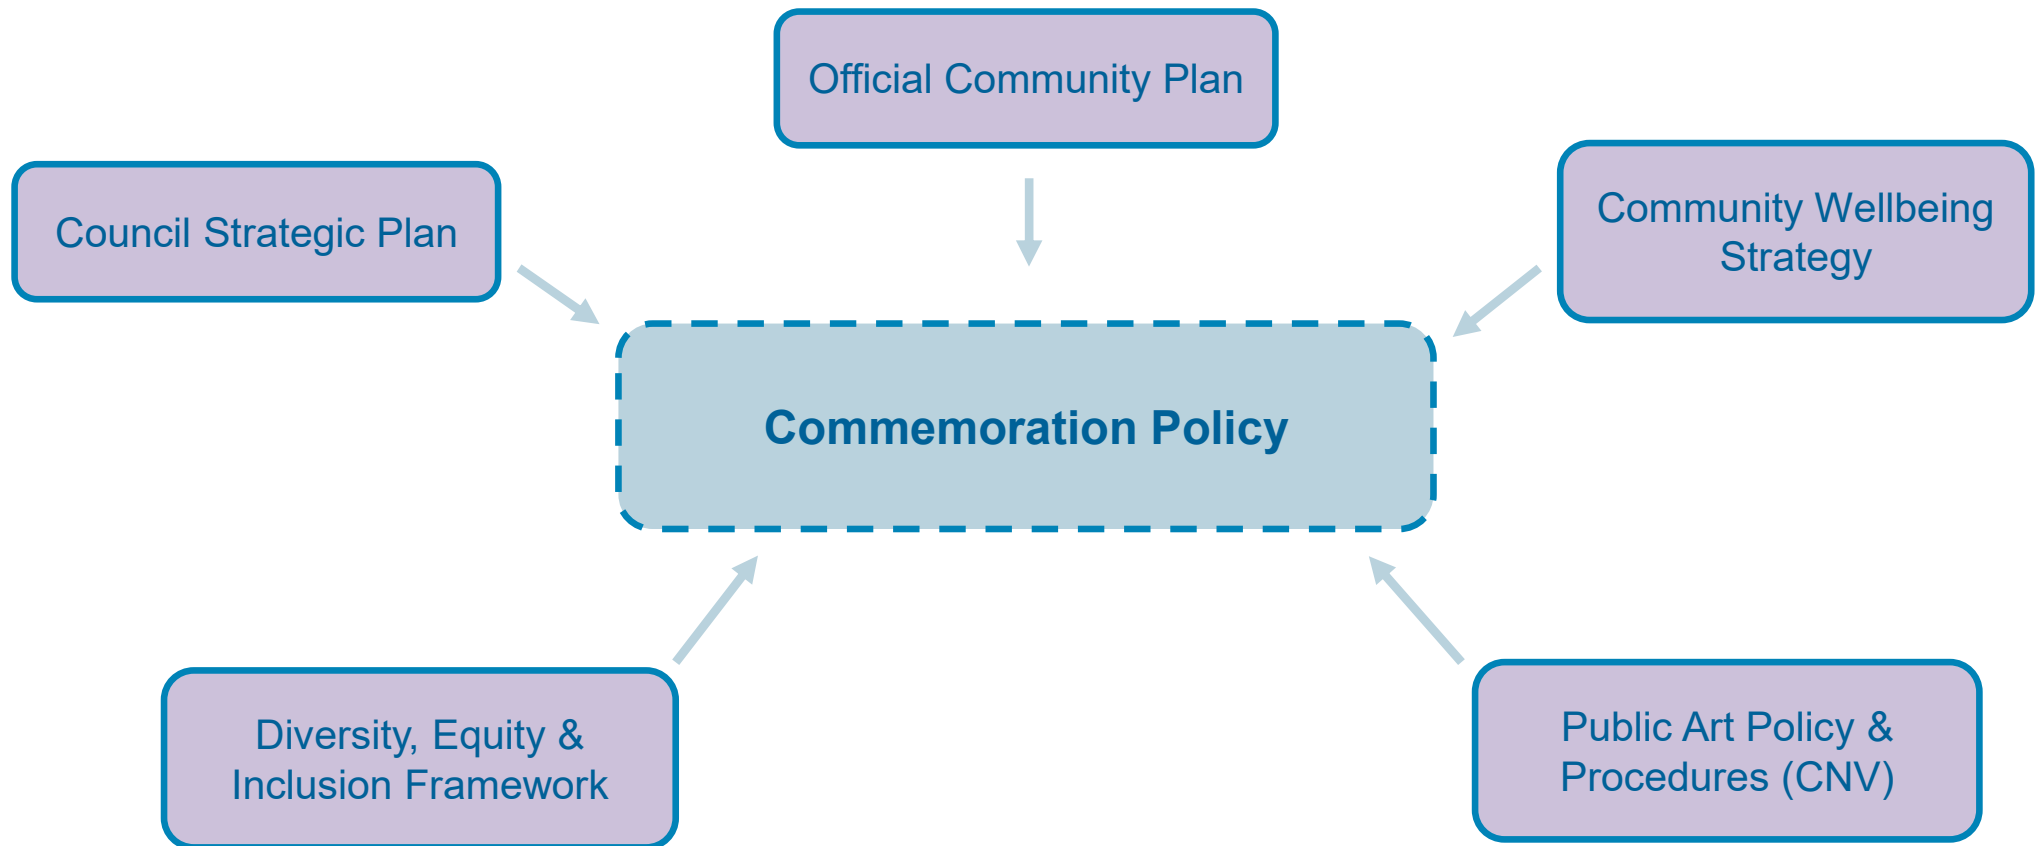 Official Community Plan
Council Strategic Plan
Community Wellbeing
Strategy
Commemoration Policy
Diversity, Equity &
Inclusion Framework
Public Art Policy &
Procedures (CNV)